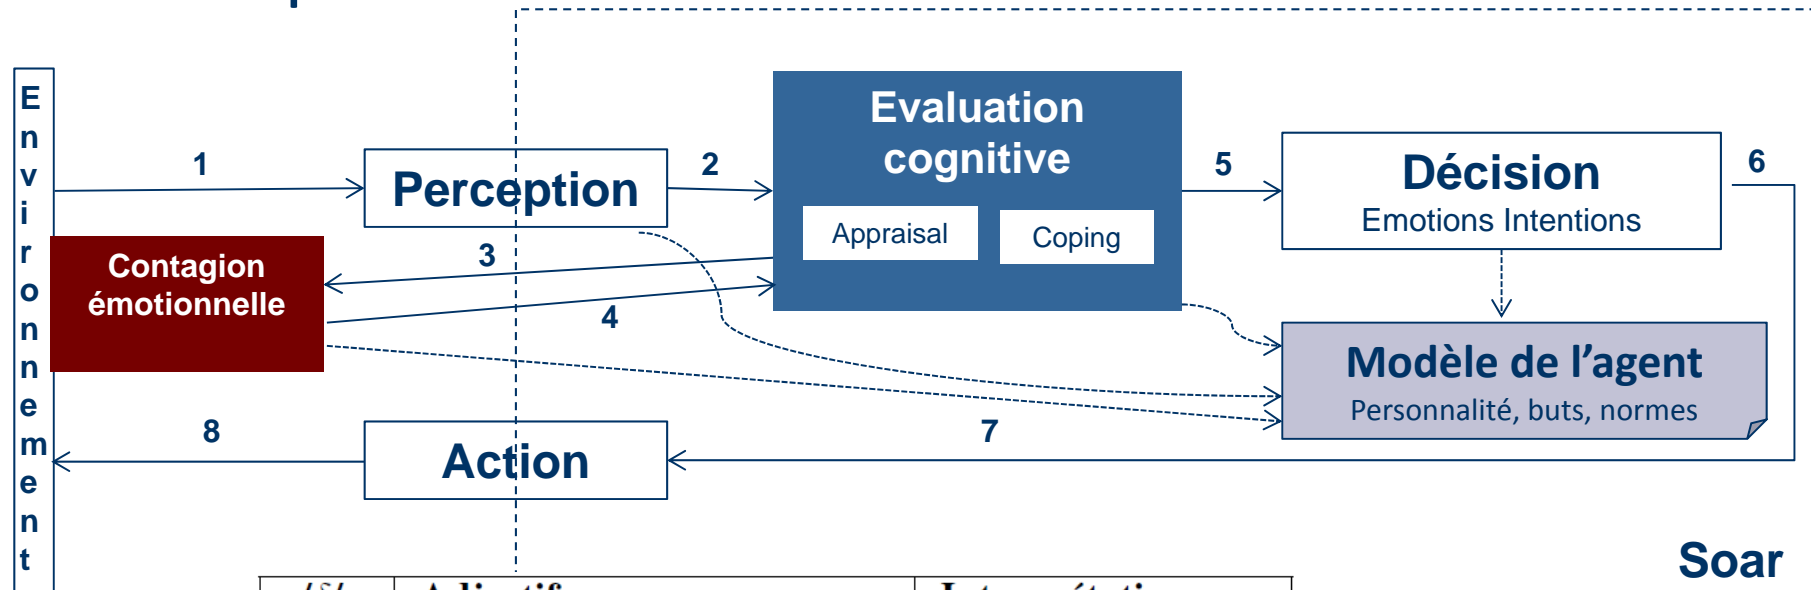 Environnement
1
Perception
2
Evaluation
cognitive
Appraisal
Coping
5
Décision
Emotions Intentions
6
Contagion
émotionnelle
3
4
Modèle de l’agent
Personnalité, buts, normes
8
Action
7
Soar